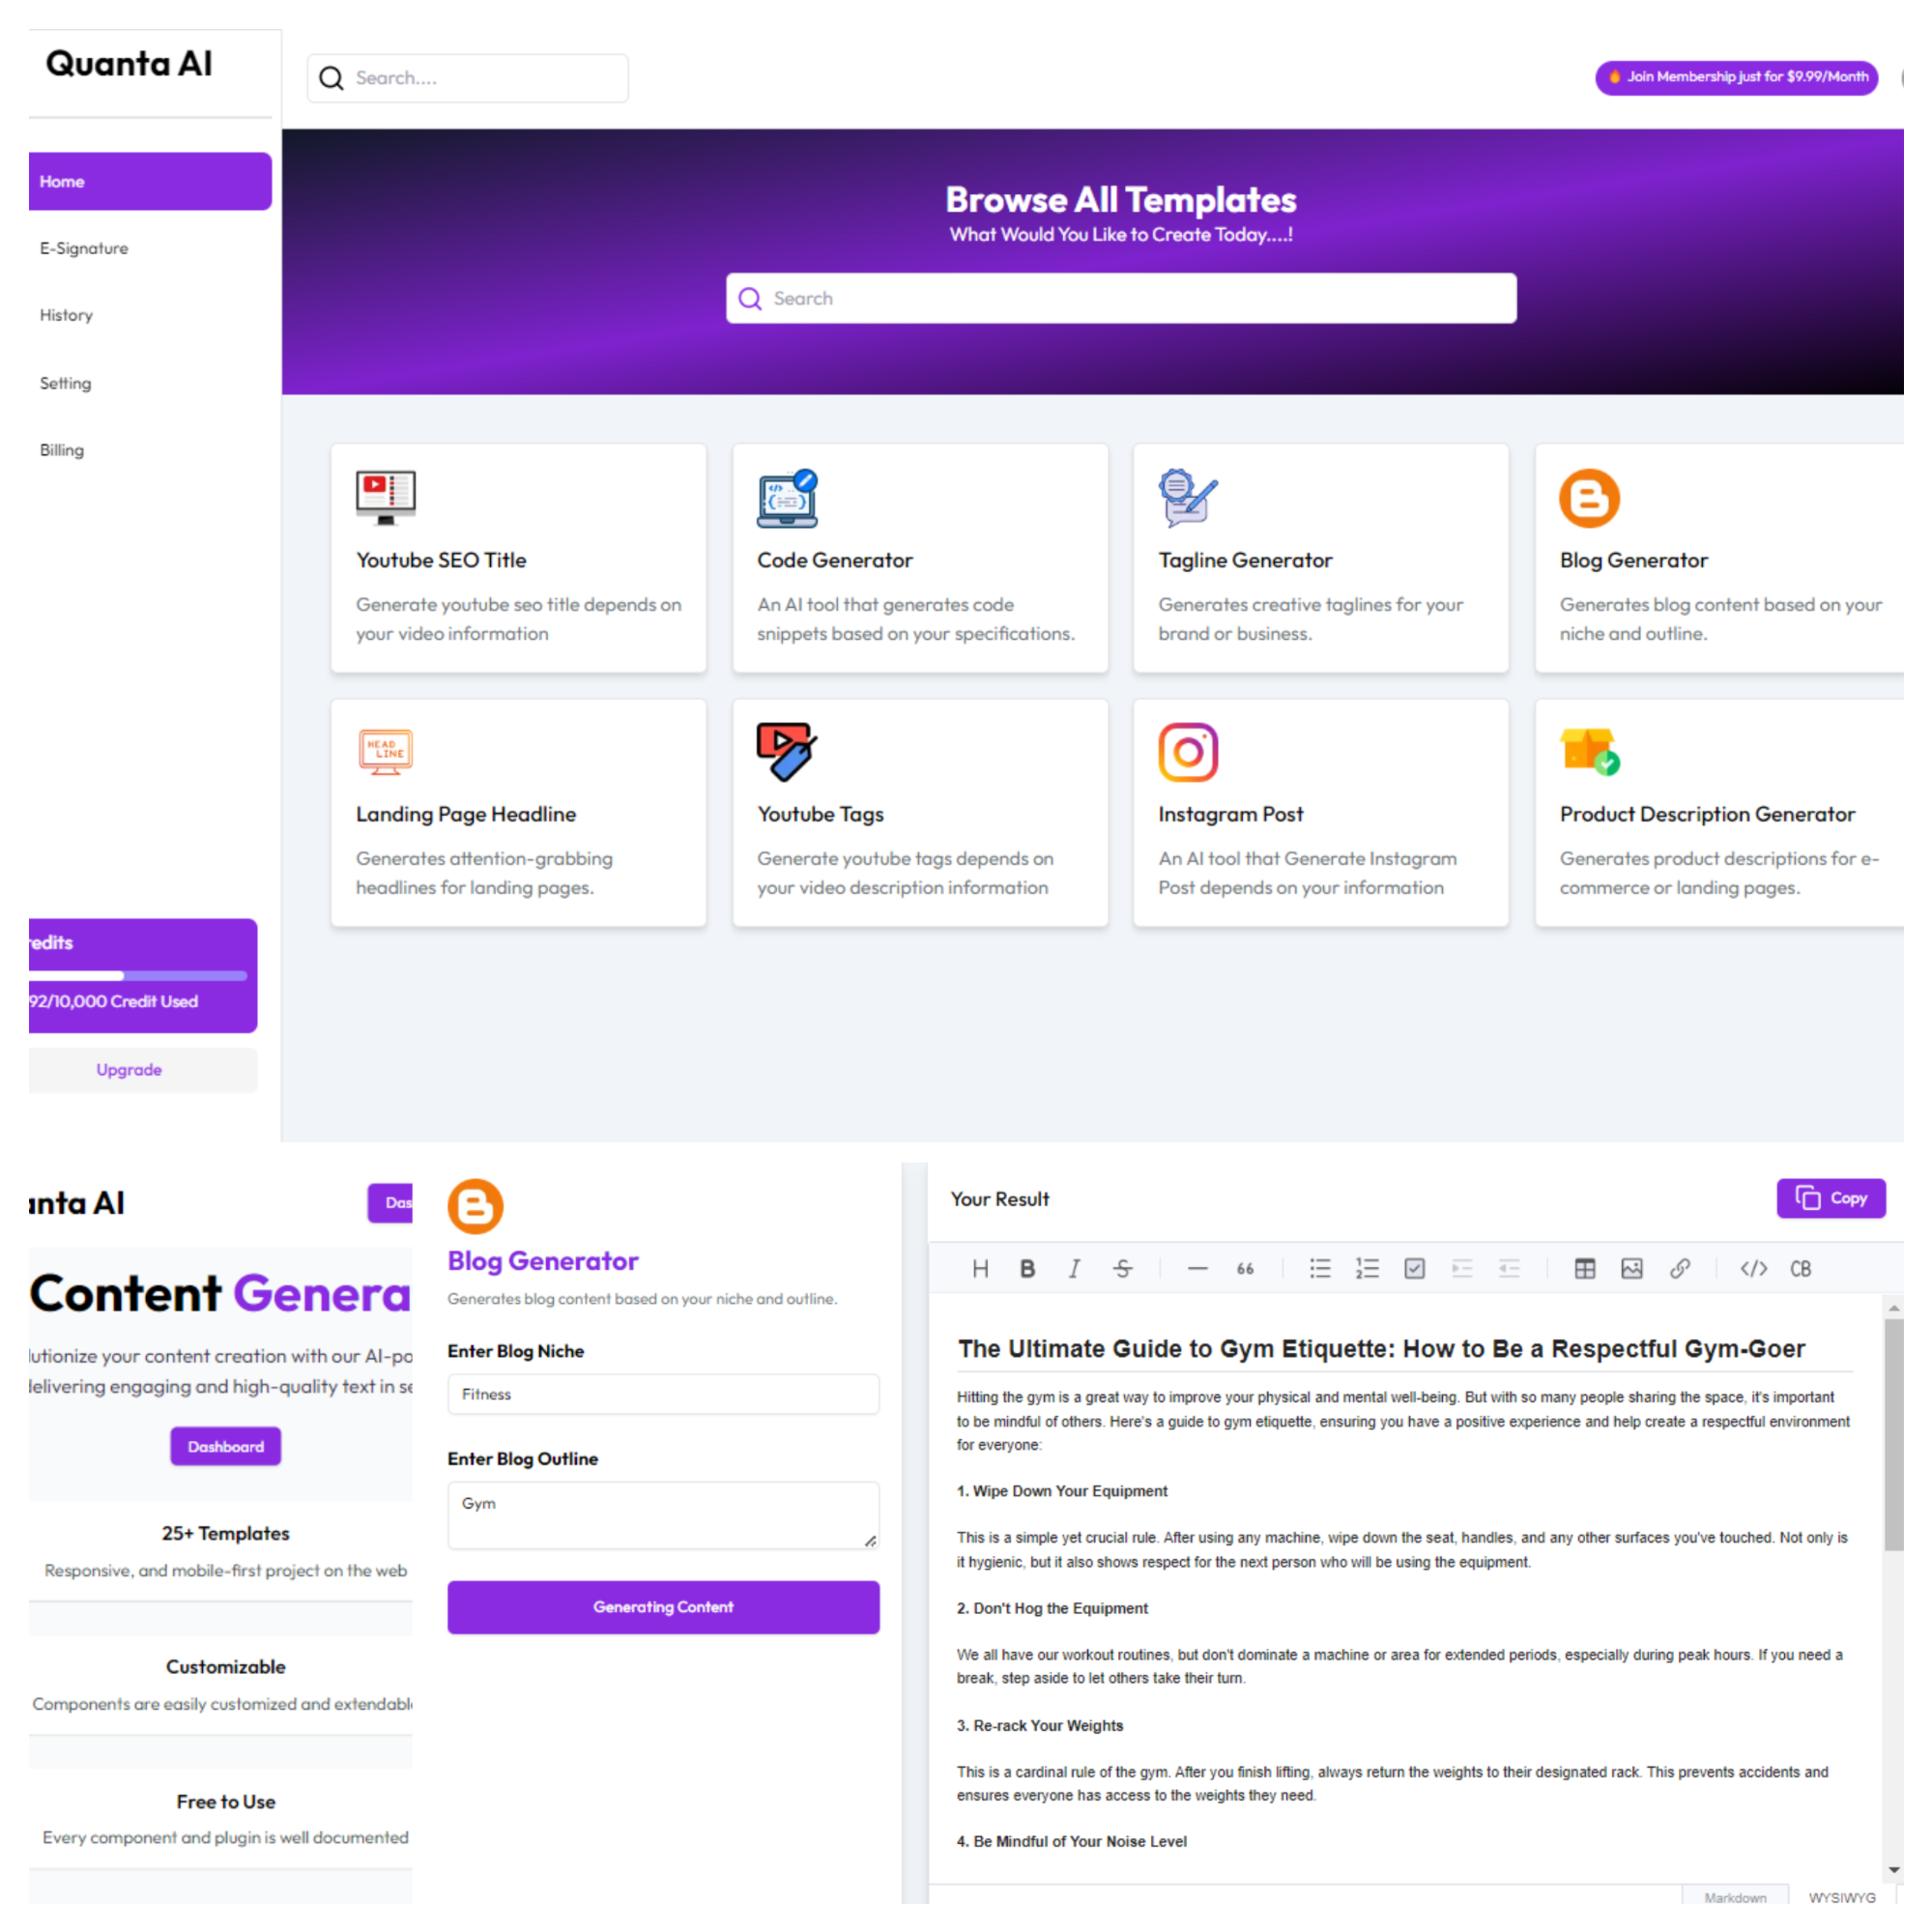 Quanta AI
Search....
Join Membership just for $9.99/Month
Home
E-Signature
History
Setting
Billing
Browse All Templates
What Would You Like to Create Today....!
Search
Youtube SEO Title
Generate youtube seo title depends on
your video information
Code Generator
An AI tool that generates code
snippets based on your specifications.
Tagline Generator
Generates creative taglines for your
brand or business.
Blog Generator
Generates blog content based on your
niche and outline.
HEAD
LINE
Landing Page Headline
Generates attention-grabbing
headlines for landing pages.
Youtube Tags
Generate youtube tags depends on
your video description information
Instagram Post
An AI tool that Generate Instagram
Post depends on your information
Product Description Generator
Generates product descriptions for e-
commerce or landing pages.
redits
92/10,000 Credit Used
Upgrade
anta AI
Das
Content Genera
lutionize your content creation with our AI-po
delivering engaging and high-quality text in se
Dashboard
25+ Templates
Responsive, and mobile-first project on the web
Customizable
Components are easily customized and extendable
Free to Use
Every component and plugin is well documented
Blog Generator
Generates blog content based on your niche and outline.
Enter Blog Niche
Fitness
Enter Blog Outline
Gym
Generating Content
Your Result
Copy
H B I S 66 </> CB
The Ultimate Guide to Gym Etiquette: How to Be a Respectful Gym-Goer
Hitting the gym is a great way to improve your physical and mental well-being. But with so many people sharing the space, it's important
to be mindful of others. Here's a guide to gym etiquette, ensuring you have a positive experience and help create a respectful environment
for everyone:
1. Wipe Down Your Equipment
This is a simple yet crucial rule. After using any machine, wipe down the seat, handles, and any other surfaces you've touched. Not only is
it hygienic, but it also shows respect for the next person who will be using the equipment.
2. Don't Hog the Equipment
We all have our workout routines, but don't dominate a machine or area for extended periods, especially during peak hours. If you need a
break, step aside to let others take their turn.
3. Re-rack Your Weights
This is a cardinal rule of the gym. After you finish lifting, always return the weights to their designated rack. This prevents accidents and
ensures everyone has access to the weights they need.
4. Be Mindful of Your Noise Level
Markdown
WYSIWYG